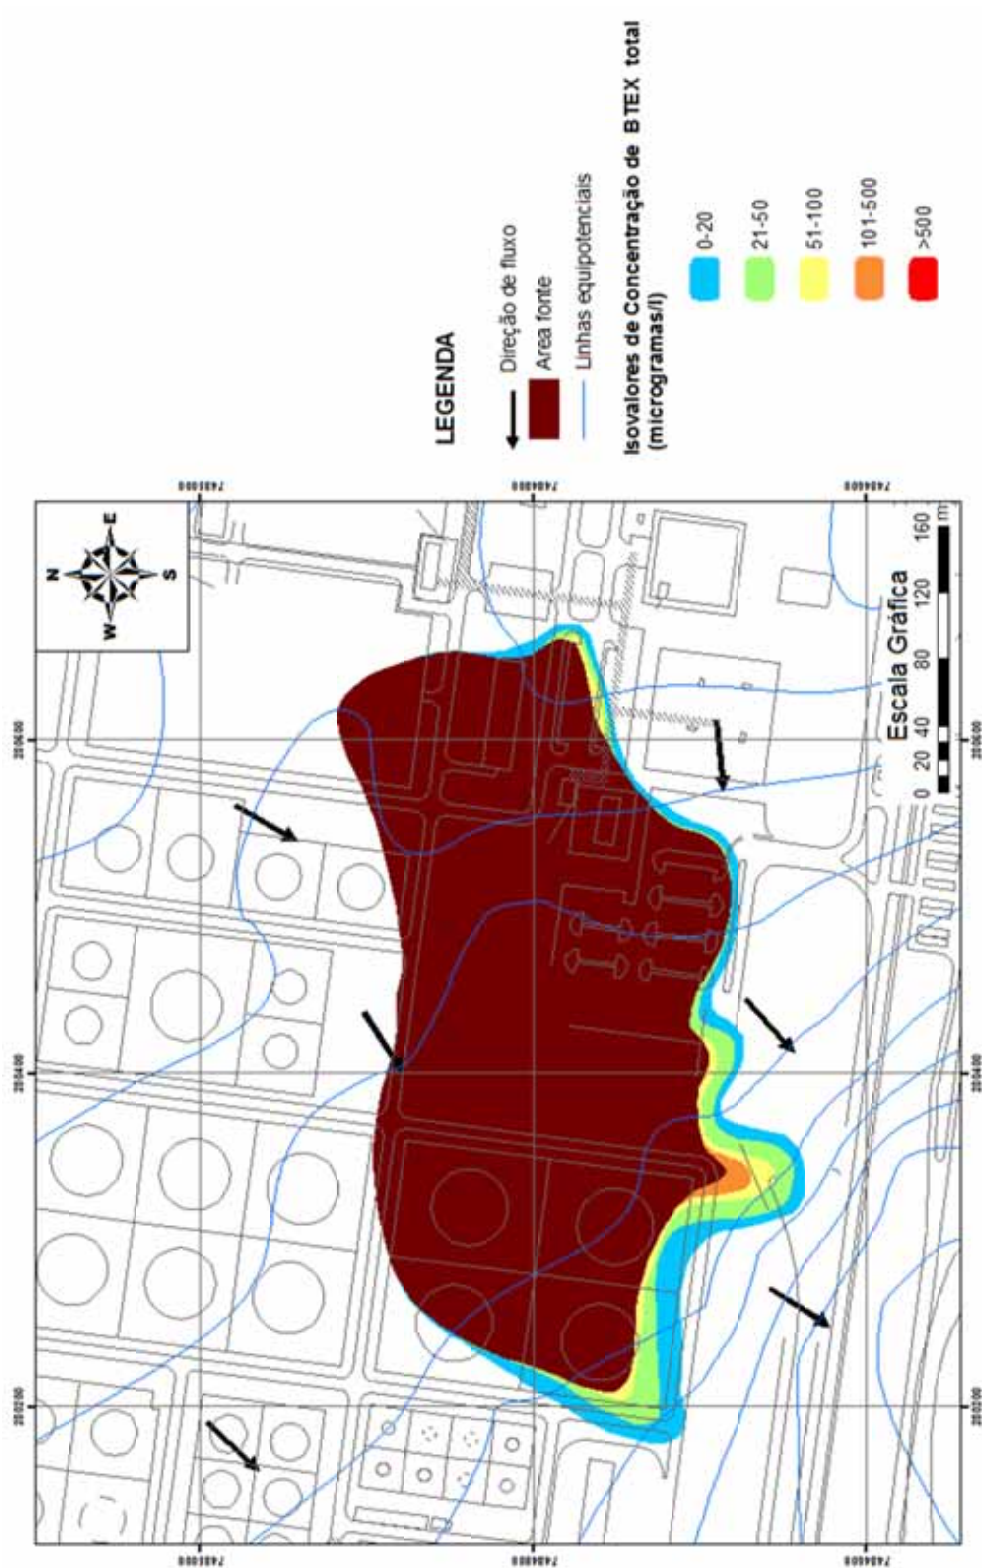 N
W E
S
Escala Gráfica
0 20 40 80 120 160
m
LEGENDA
Direção de fluxo
Area fonte
Linhas equipotenciais
Isovalores de Concentração de BTEX total
(microgramas/l)
0-20
21-50
51-100
101-500
>500